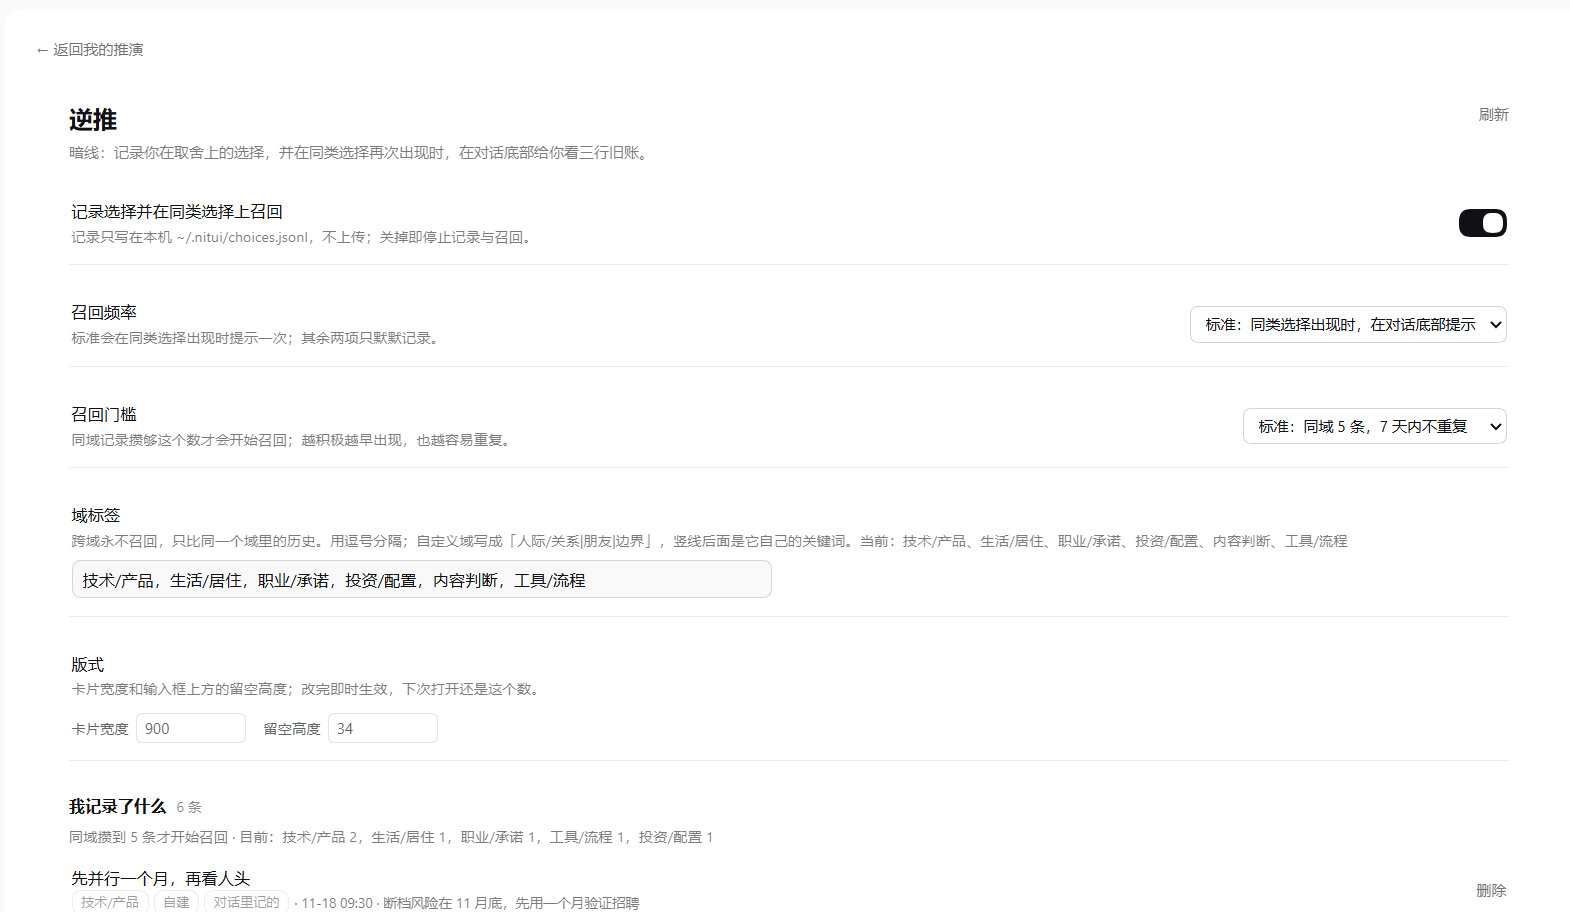 ← 返回我的推演
逆推
刷新
暗线：记录你在取舍上的选择，并在同类选择再次出现时，在对话底部给你看三行旧账。
记录选择并在同类选择上召回
记录只写在本机 ~/.nitui/choices.jsonl，不上传；关掉即停止记录与召回。
召回频率
标准会在同类选择出现时提示一次；其余两项只默默记录。
标准：同类选择出现时，在对话底部提示
召回门槛
同域记录攒够这个数才会开始召回；越积极越早出现，也越容易重复。
标准：同域 5 条，7 天内不重复
域标签
跨域永不召回，只比同一个域里的历史。用逗号分隔；自定义域写成「人际/关系|朋友|边界」，竖线后面是它自己的关键词。当前：技术/产品、生活/居住、职业/承诺、投资/配置、内容判断、工具/流程
技术/产品，生活/居住，职业/承诺，投资/配置，内容判断，工具/流程
版式
卡片宽度和输入框上方的留空高度；改完即时生效，下次打开还是这个数。
卡片宽度 900 留空高度 34
我记录了什么 6 条
同域攒到 5 条才开始召回 · 目前：技术/产品 2，生活/居住 1，职业/承诺 1，工具/流程 1，投资/配置 1
先并行一个月，再看人头
删除
技术/产品 自建 对话里记的 · 11-18 09:30 · 断档风险在 11 月底，先用一个月验证招聘